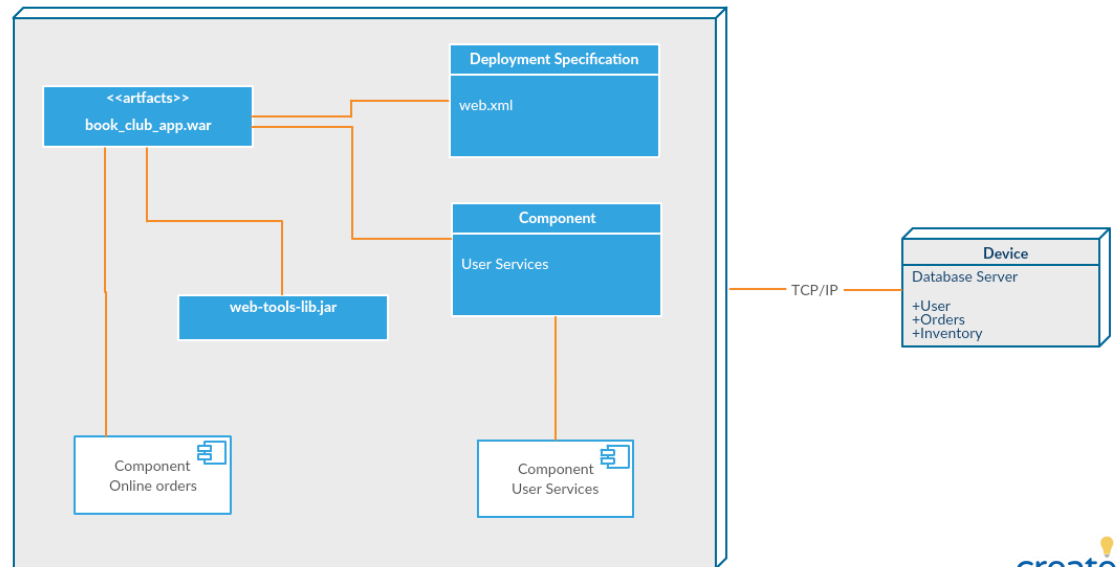 <<artfacts>>
book_club_app.war
Deployment Specification
web.xml
Component
User Services
web-tools-lib.jar
Component
Online orders
Component
User Services
TCP/IP
Device
Database Server
+User
+Orders
+Inventory